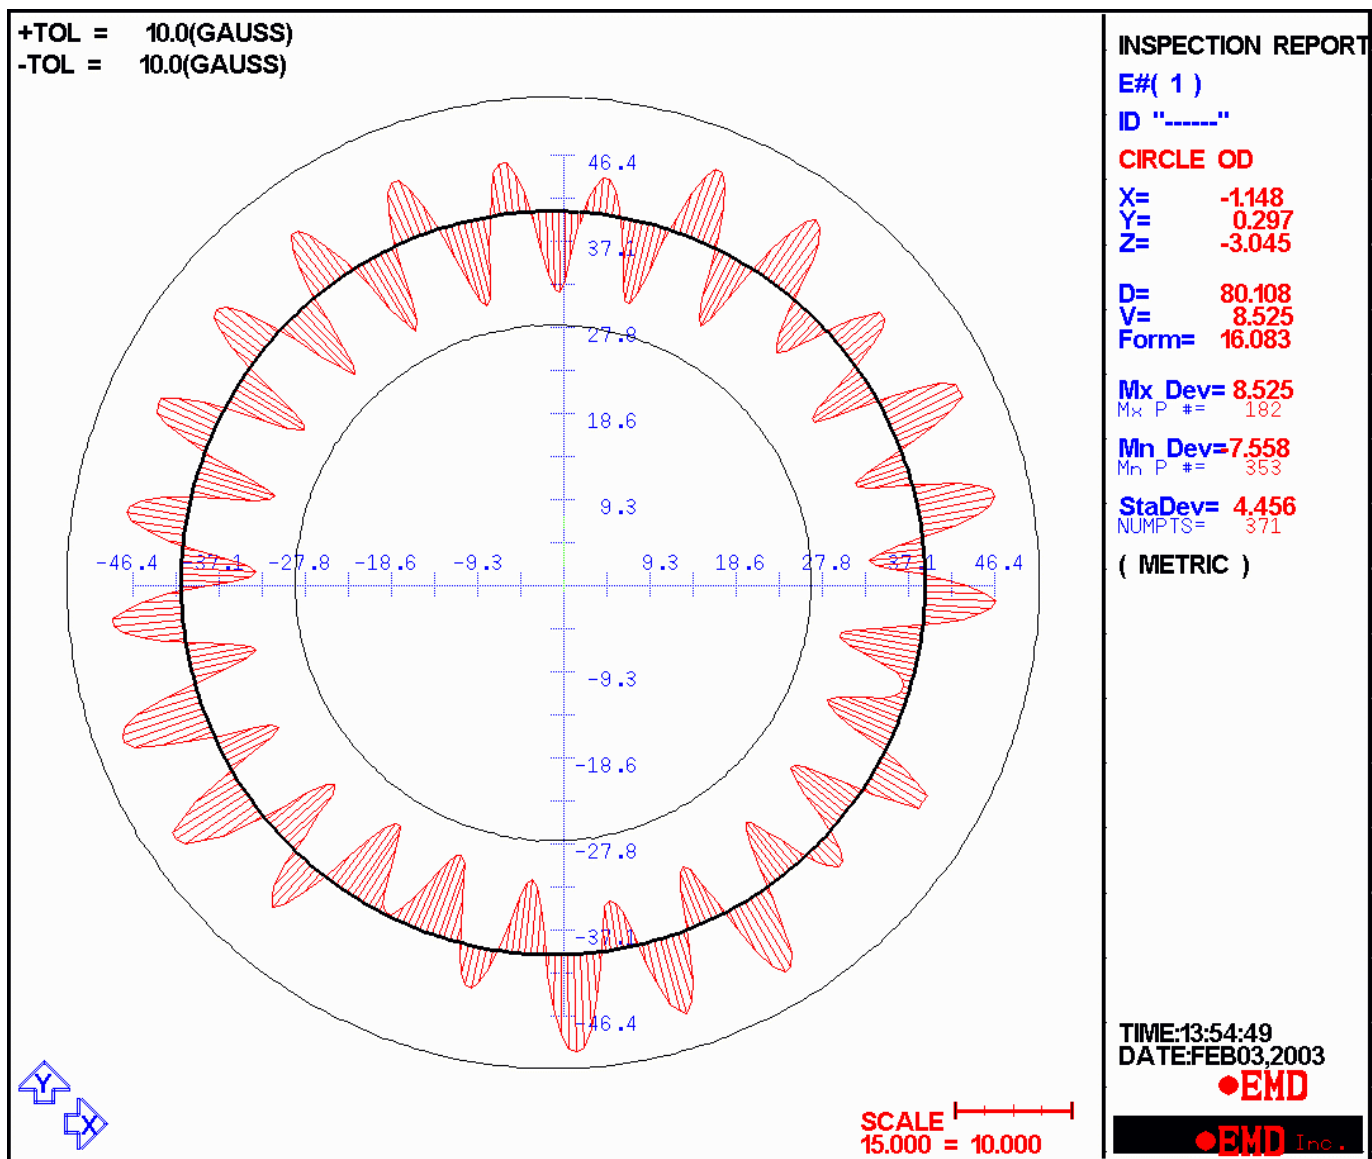 +TOL = 10.0(GAUSS)
-TOL = 10.0(GAUSS)
46.4
37.1
27.8
18.6
9.3
-46.4 -37.1 -27.8 -18.6 -9.3 9.3 18.6 27.8 37.1 46.4
-9.3
-18.6
-27.8
-37.1
-46.4
Y
X
SCALE
15.000 = 10.000
INSPECTION REPORT
E#( 1 )
ID "------"
CIRCLE OD
X= -1.148
Y= 0.297
Z= -3.045
D= 80.108
V= 8.525
Form= 16.083
Mx Dev= 8.525
Mx P #= 182
Mn Dev=-7.558
Mn P #= 353
StaDev= 4.456
NUMPTS= 371
( METRIC )
TIME:13:54:49
DATE:FEB03,2003
EMD
EMD Inc.